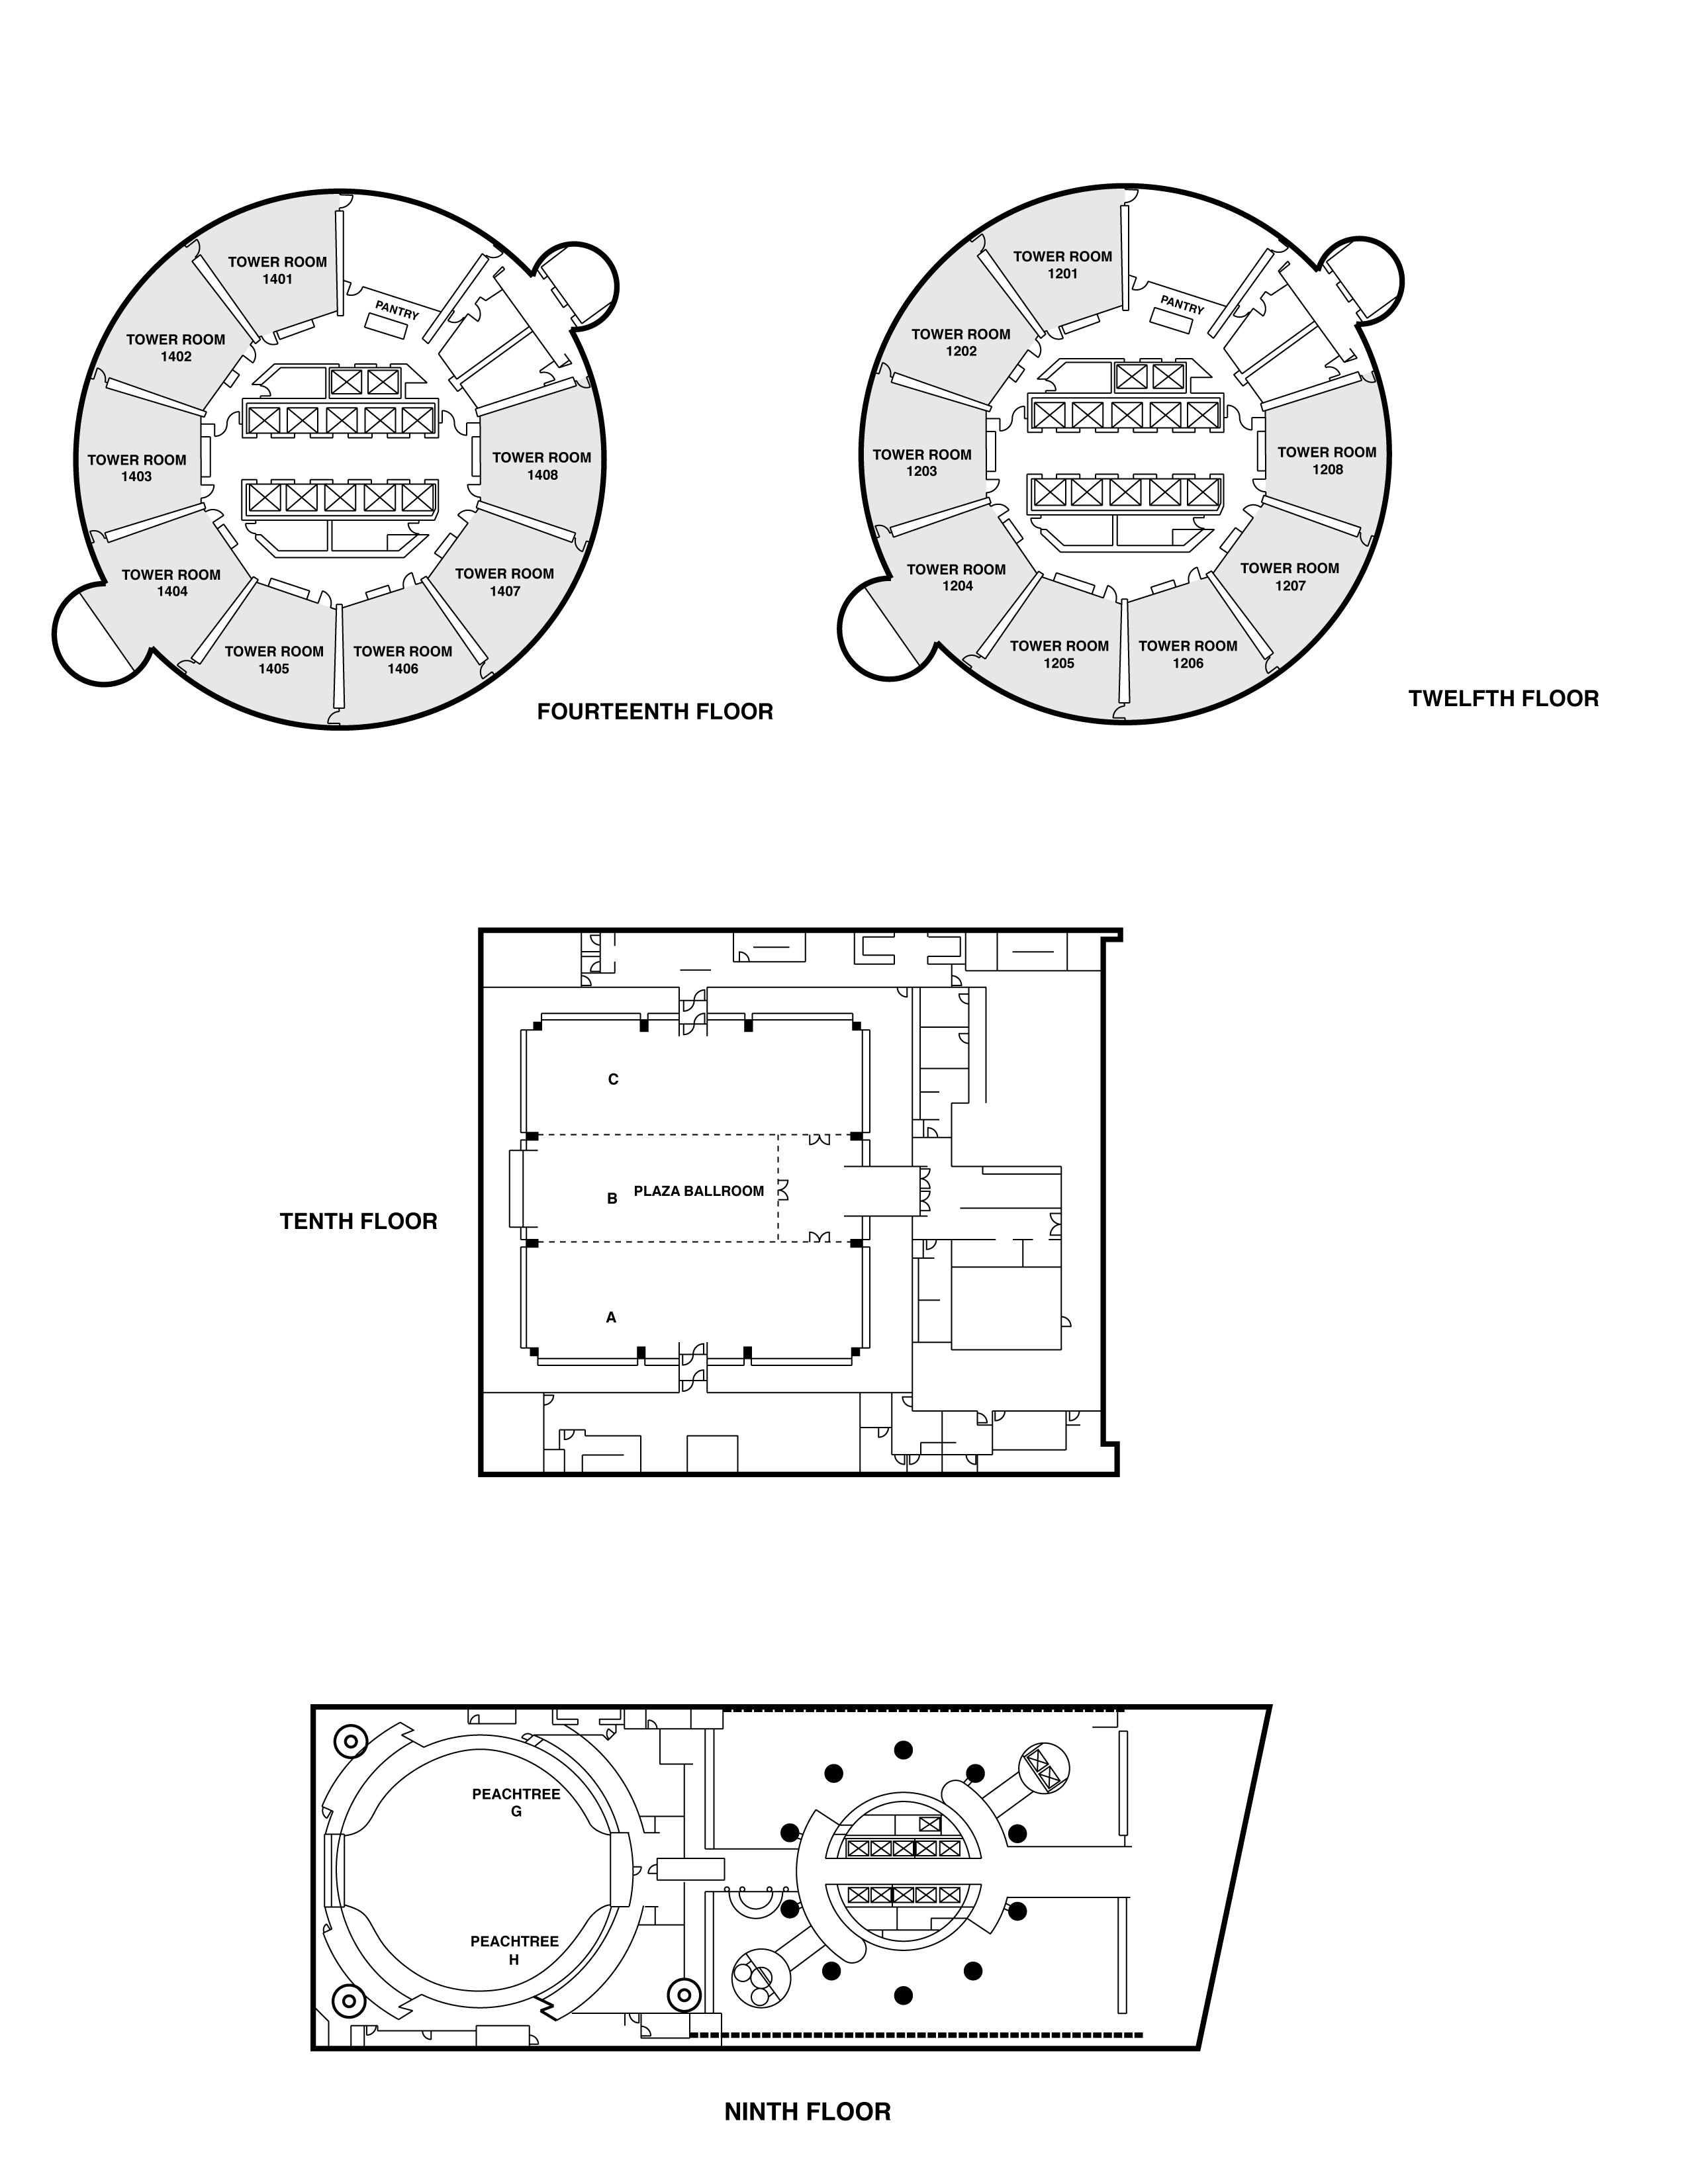 TOWER ROOM
1401
PANTRY
TOWER ROOM
1402
TOWER ROOM
1403
TOWER ROOM
1408
TOWER ROOM
1404
TOWER ROOM
1407
TOWER ROOM
1405
TOWER ROOM
1406
FOURTEENTH FLOOR
TOWER ROOM
1201
PANTRY
TOWER ROOM
1202
TOWER ROOM
1203
TOWER ROOM
1208
TOWER ROOM
1204
TOWER ROOM
1207
TOWER ROOM
1205
TOWER ROOM
1206
TWELFTH FLOOR
C
B
PLAZA BALLROOM
A
TENTH FLOOR
PEACHTREE
G
PEACHTREE
H
NINTH FLOOR